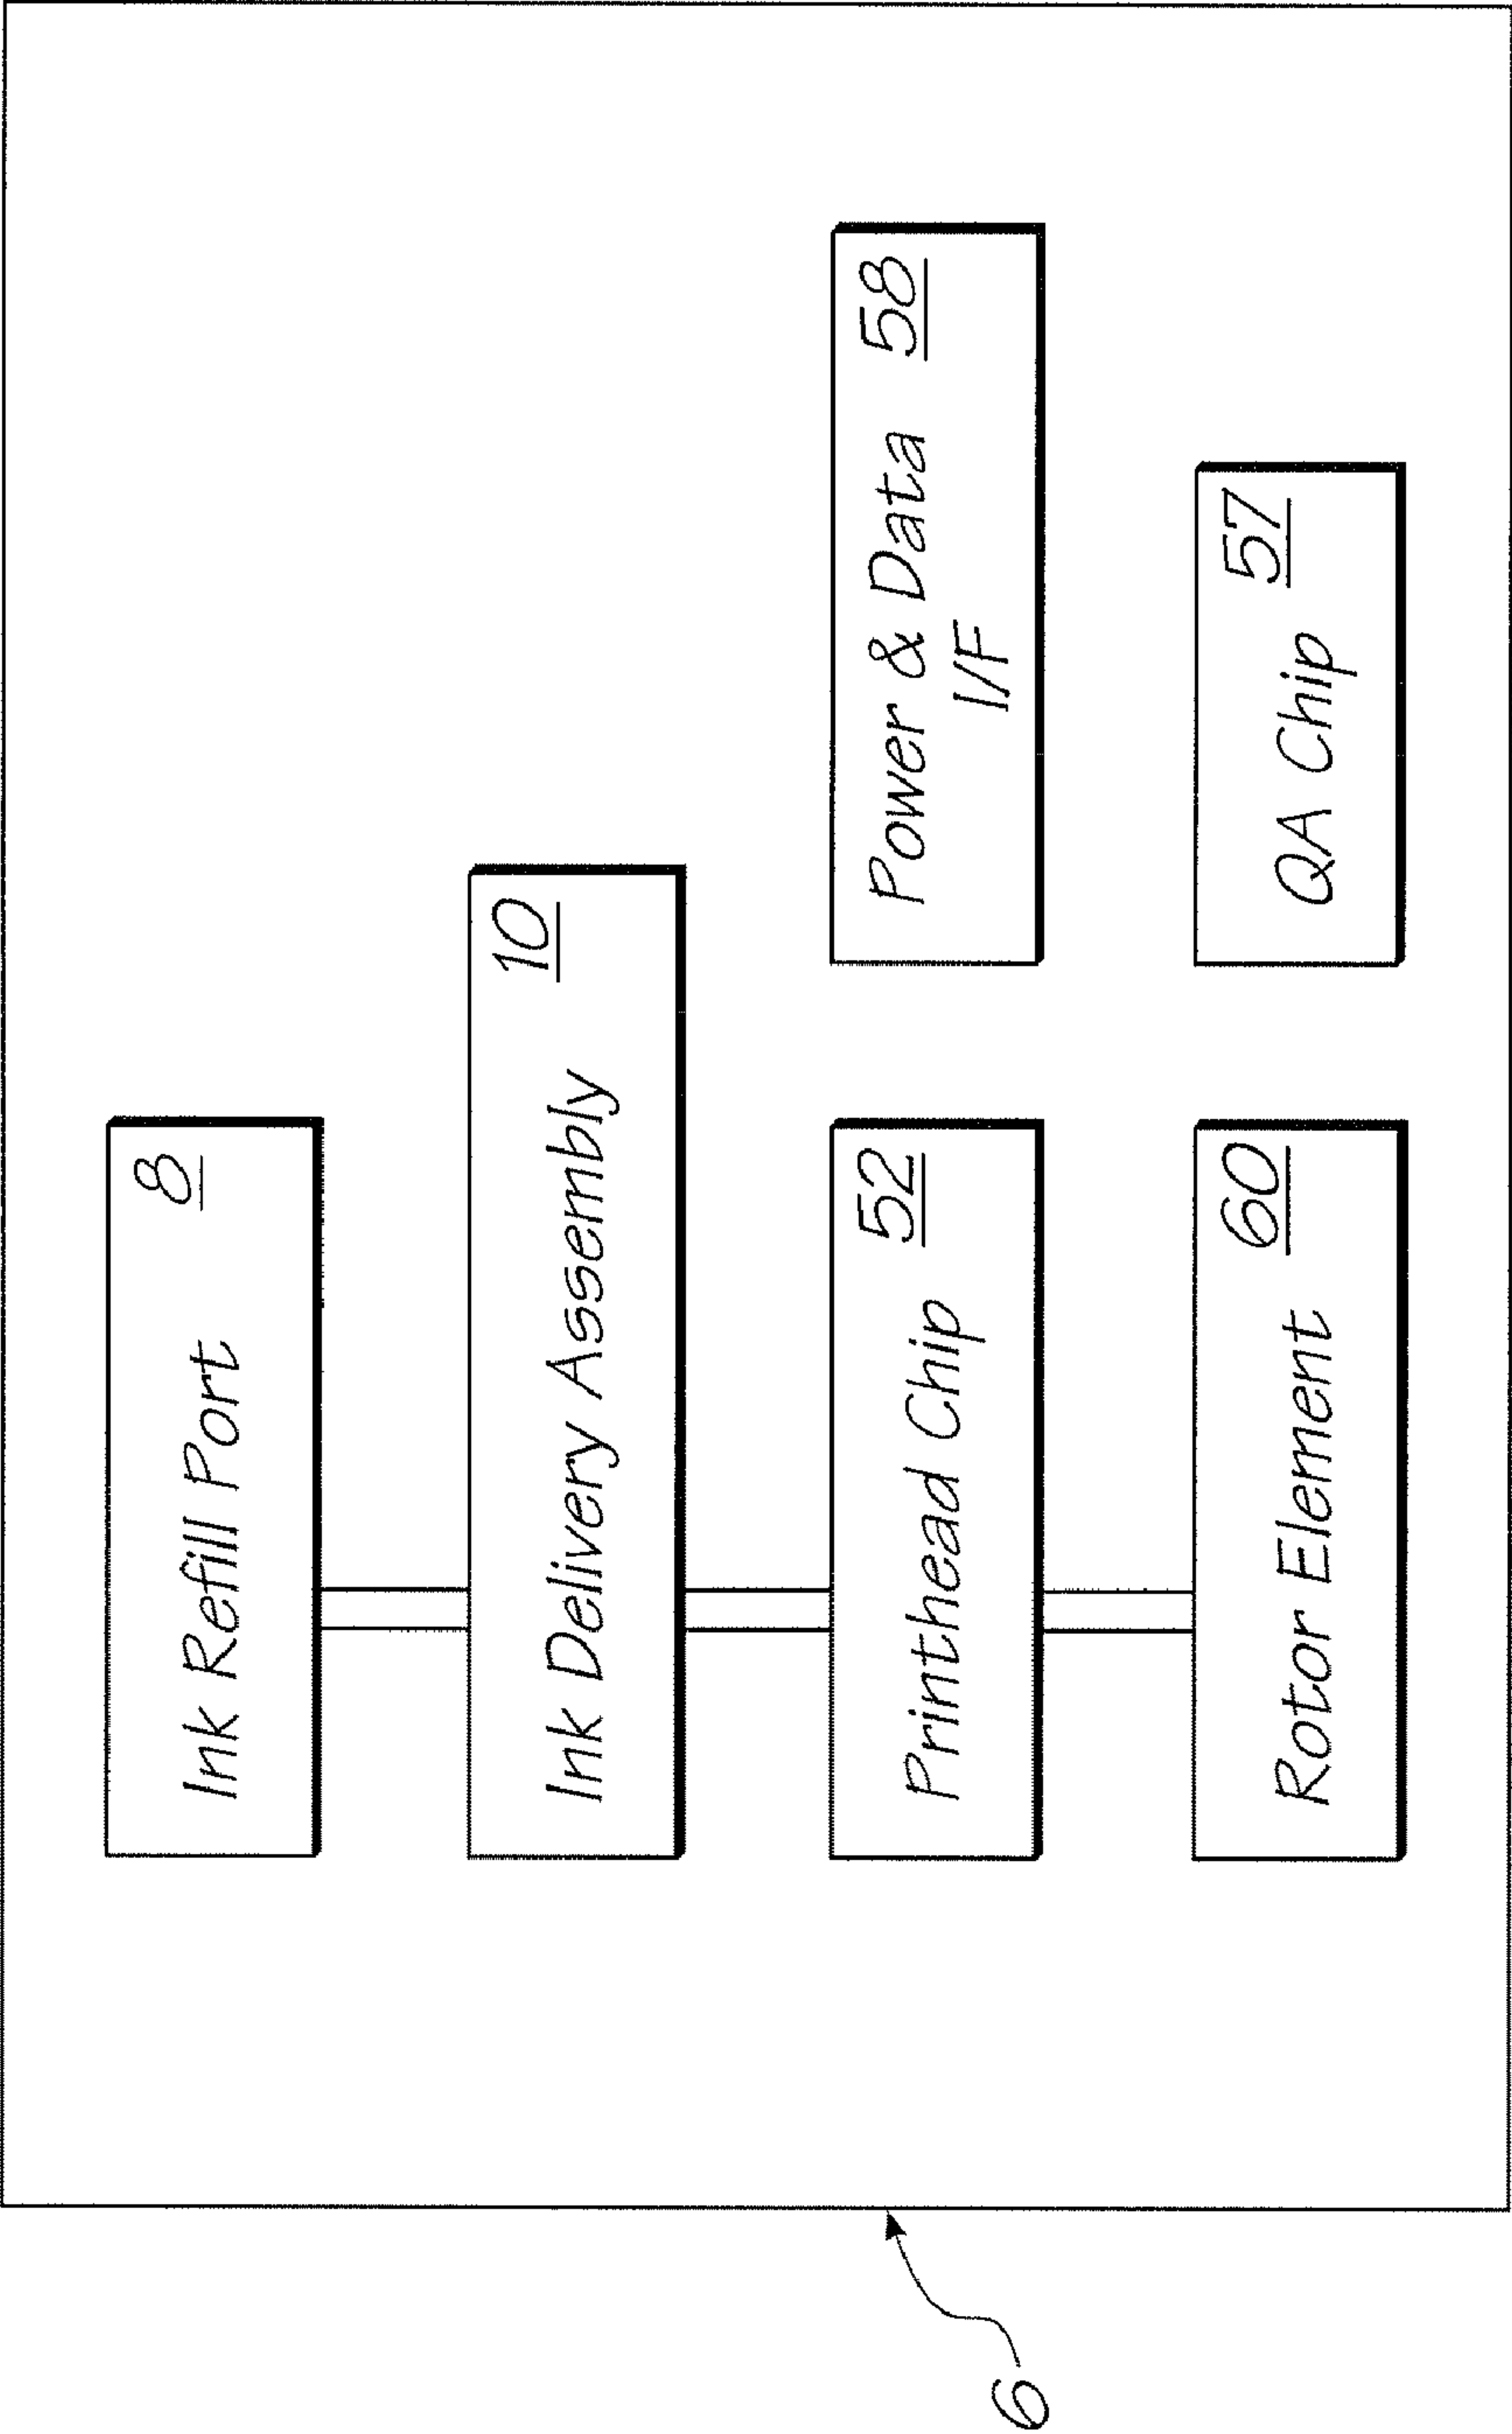 Ink Refill Port 8
Ink Delivery Assembly 10
Printhead Chip 52
Power & Data 58
I/F
Rotor Element 60
QA Chip 57
6